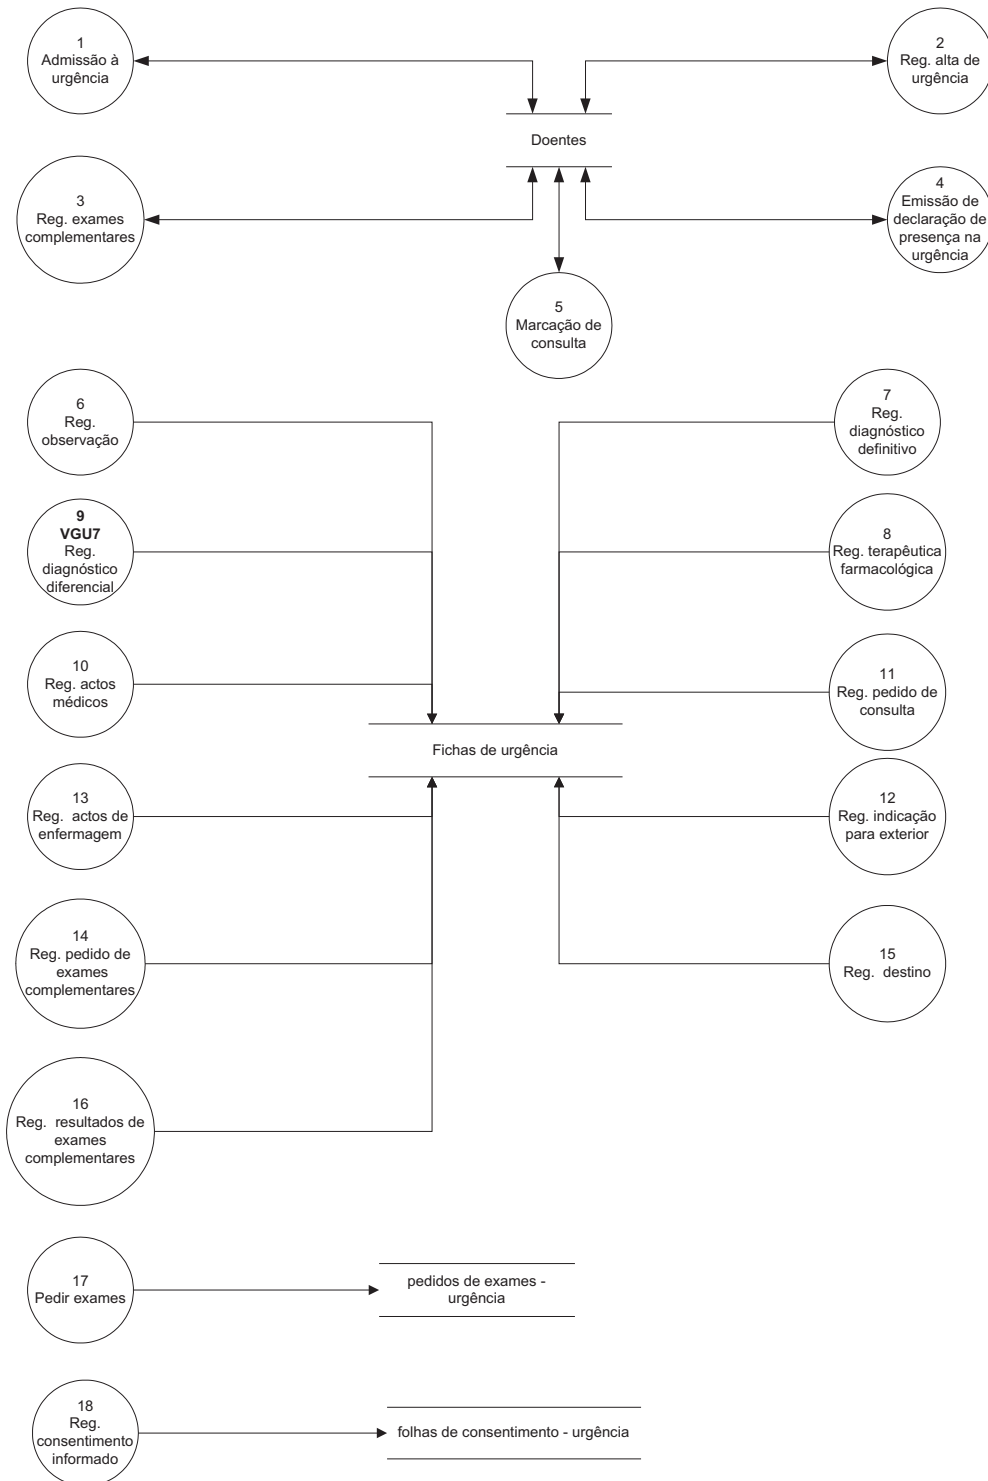 1
Admissão à
urgência
2
Reg. alta de
urgência
Doentes
3
Reg. exames
complementares
4
Emissão de
declaração de
presença na
urgência
5
Marcação de
consulta
6
Reg.
observação
7
Reg.
diagnóstico
definitivo
9
VGU7
Reg.
diagnóstico
diferencial
8
Reg. terapêutica
farmacológica
10
Reg. actos
médicos
11
Reg. pedido de
consulta
Fichas de urgência
13
Reg. actos de
enfermagem
12
Reg. indicação
para exterior
14
Reg. pedido de
exames
complementares
15
Reg. destino
16
Reg. resultados de
exames
complementares
17
Pedir exames
pedidos de exames -
urgência
18
Reg.
consentimento
informado
folhas de consentimento - urgência